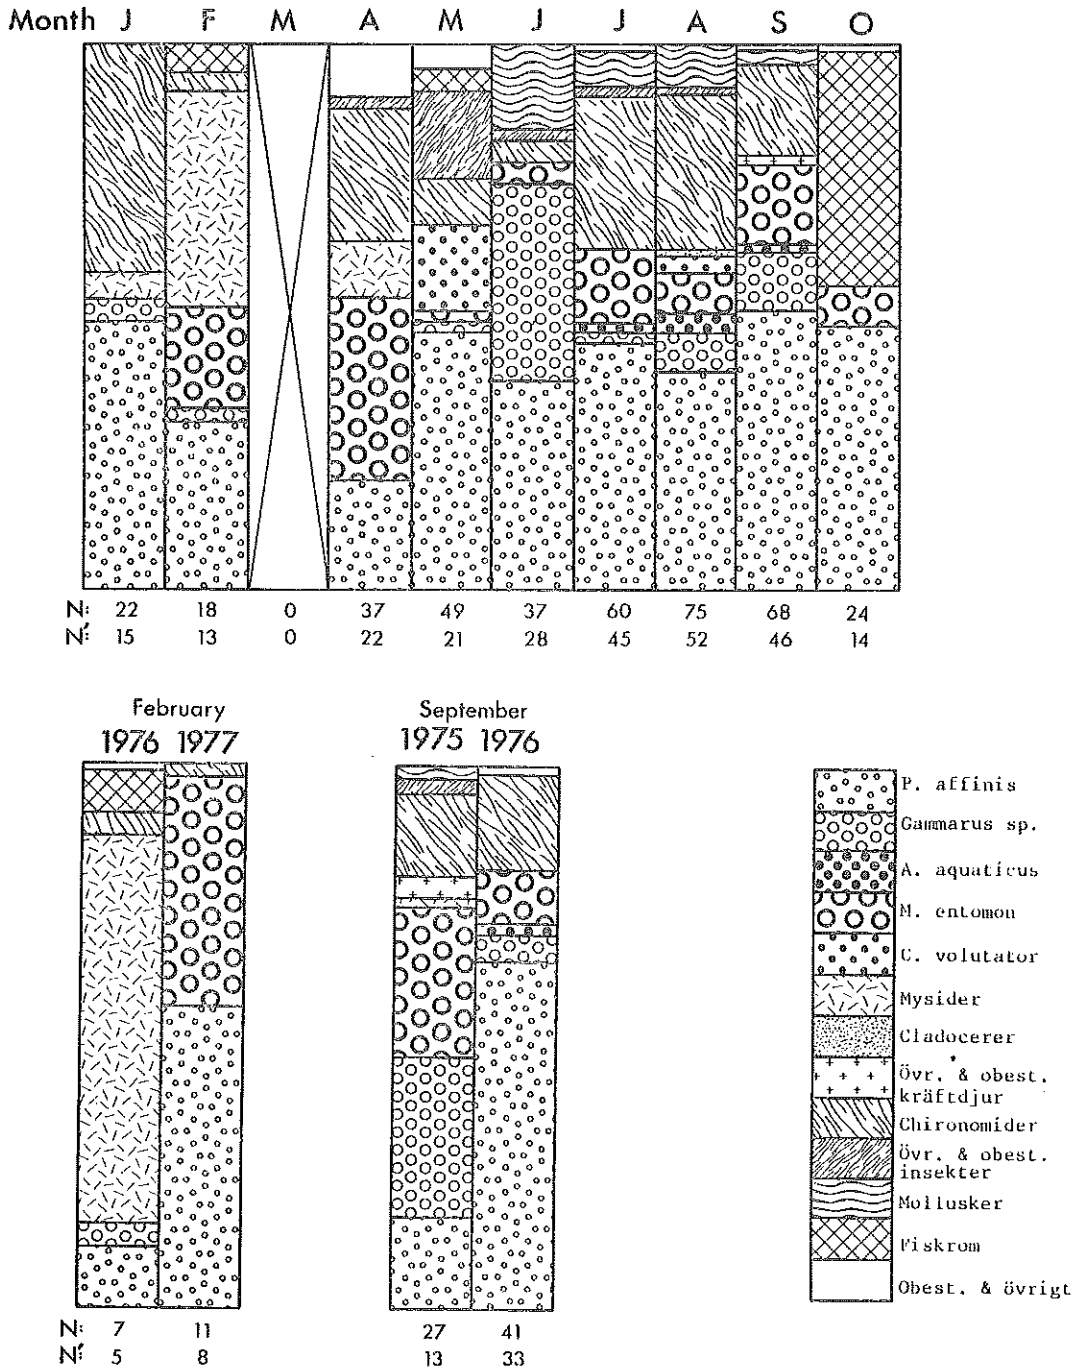 Month J F M A M J J A S O
N: 22 18 0 37 49 37 60 75 68 24
N': 15 13 0 22 21 28 45 52 46 14
February September
1976 1977 1975 1976
P. affinis
Gammarus sp.
A. aquaticus
M. entomon
C. volutator
Mysider
Cladocerer
Övr. & obest.
kräftdjur
Chironomider
Övr. & obest.
insekter
Mollusker
Fiskrom
Obest. & övrigt
N: 7 11 27 41
N': 5 8 13 33